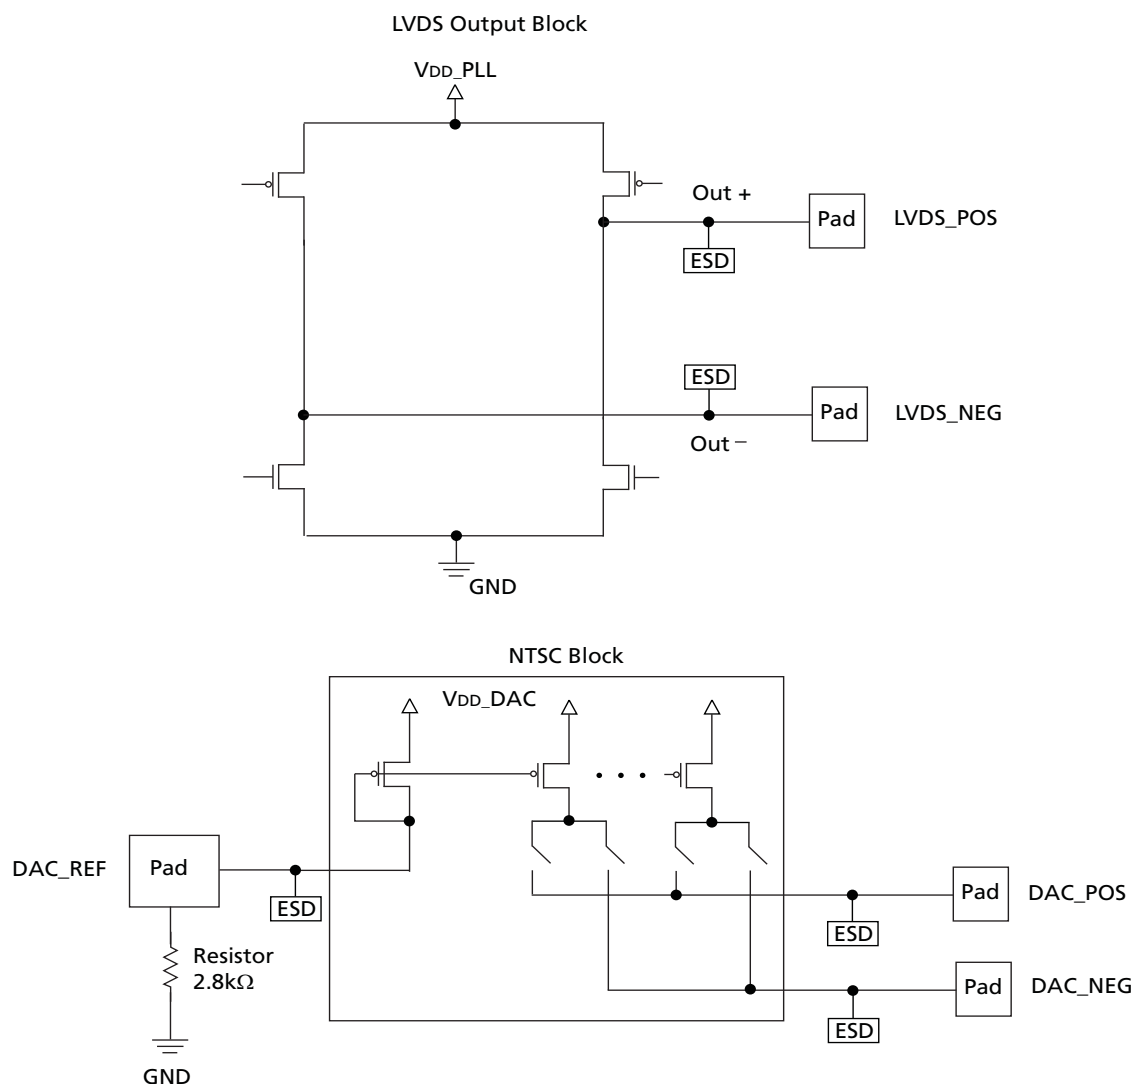 LVDS Output Block
VDD_PLL
Out +
Pad
LVDS_POS
ESD
ESD
Pad
LVDS_NEG
Out –
GND
NTSC Block
VDD_DAC
DAC_REF
Pad
ESD
Pad
DAC_POS
ESD
Resistor
2.8kΩ
Pad
DAC_NEG
ESD
GND